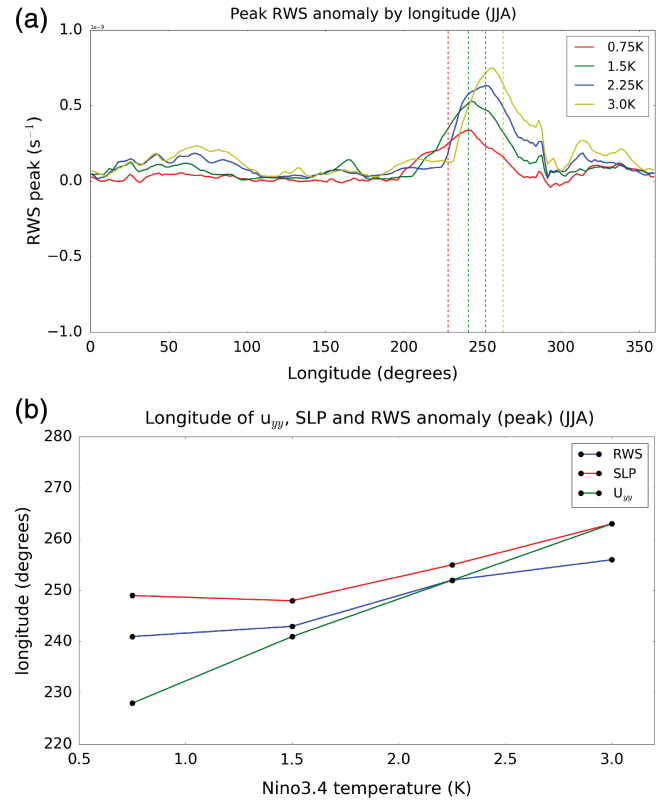 (a)
Peak RWS anomaly by longitude (JJA)
1e-9
1.0
0.5
0.0
−0.5
−1.0
RWS peak (s⁻¹)
0.75K
1.5K
2.25K
3.0K
0 50 100 150 200 250 300 350
Longitude (degrees)
(b)
Longitude of u_yy, SLP and RWS anomaly (peak) (JJA)
280
270
260
250
240
230
220
longitude (degrees)
RWS
SLP
U_yy
0.5 1.0 1.5 2.0 2.5 3.0
Nino3.4 temperature (K)